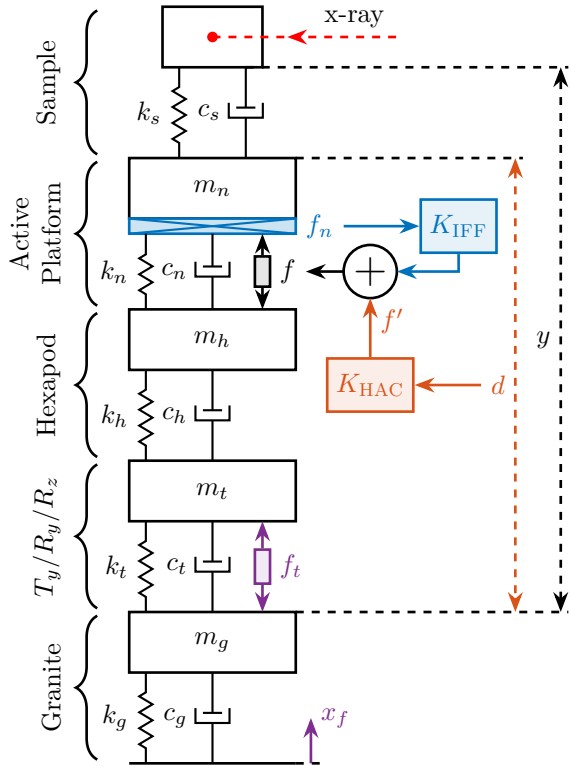 x-ray
Sample
k_s
c_s
m_n
f_n
K_IFF
Active
Platform
k_n
c_n
f
m_h
f'
y
Hexapod
k_h
c_h
K_HAC
d
m_t
T_y/R_y/R_z
k_t
c_t
f_t
m_g
Granite
k_g
c_g
x_f